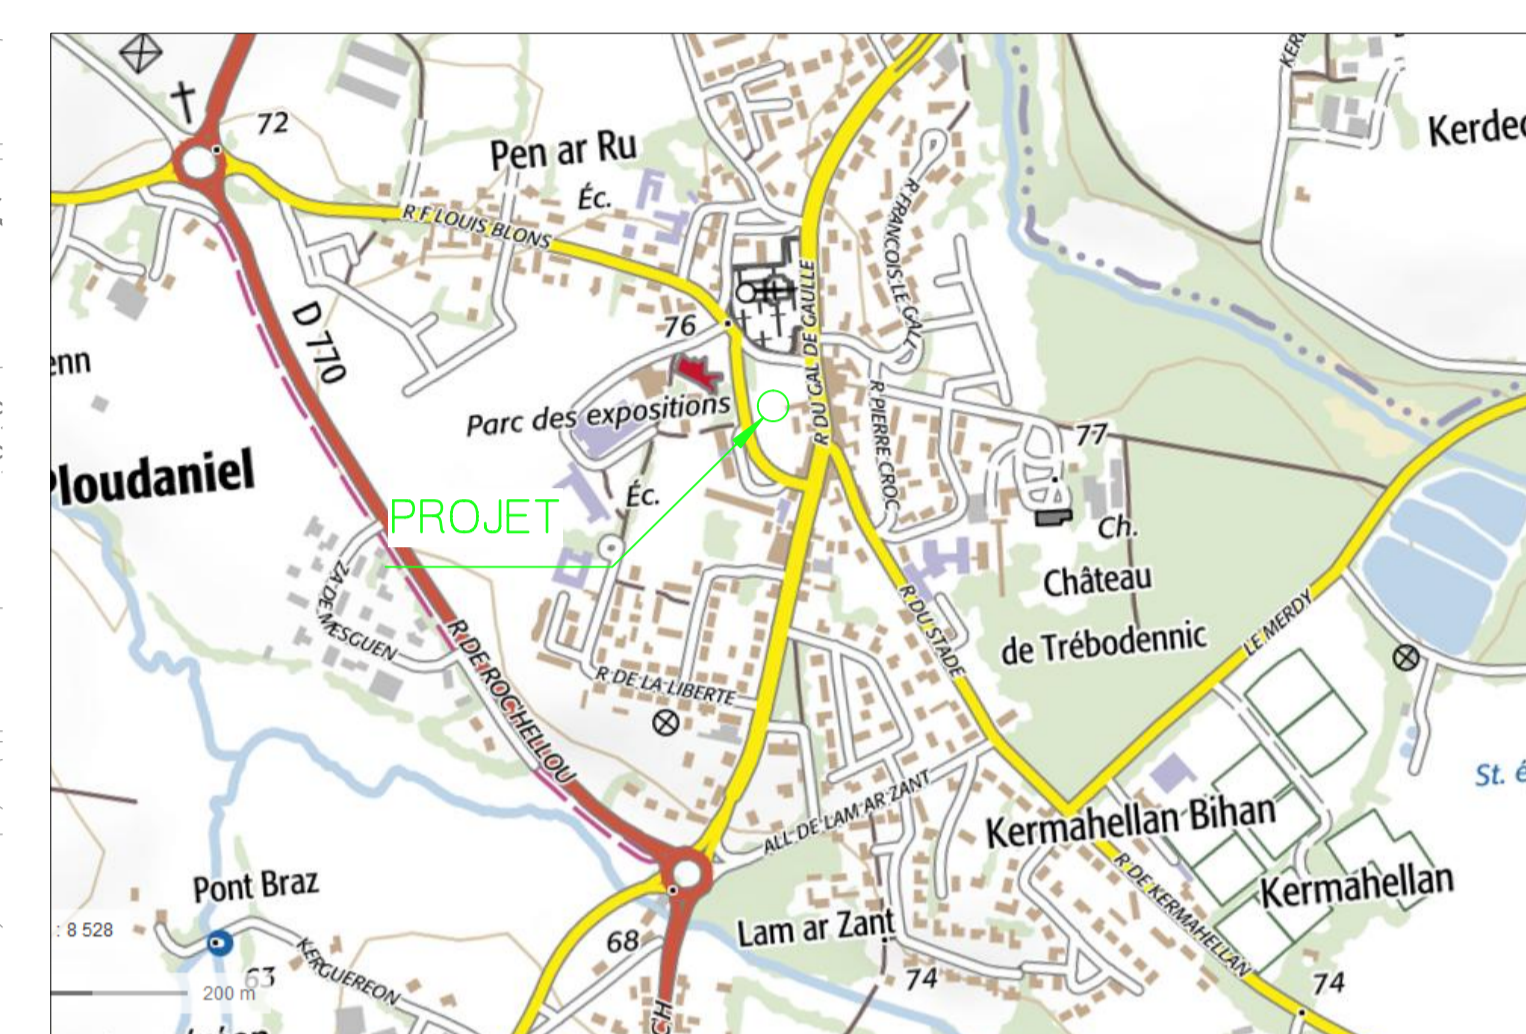 72
Pen ar Ru
Éc.
Kerdec
R F LOUIS BLONS
R FRANCOIS LE GALL
R DU GAL DE GAULLE
D 770
76
enn
Parc des expositions
R PIERRE CROC
77
Ploudaniel
PROJET
Éc.
Ch.
Château
de Trébodennic
ZA DE MESGUEN
R DE ROCHELLOU
R DU STADE
LE MERDY
R DE LA LIBERTE
St. é
ALL DE LAM AR ZANT
Kermahellan Bihan
R DE KERMAHELLAN
Kermahellan
Pont Braz
: 8 528
Lam ar Zant
68
KERGUEREON
63
200 m
74
74
CH